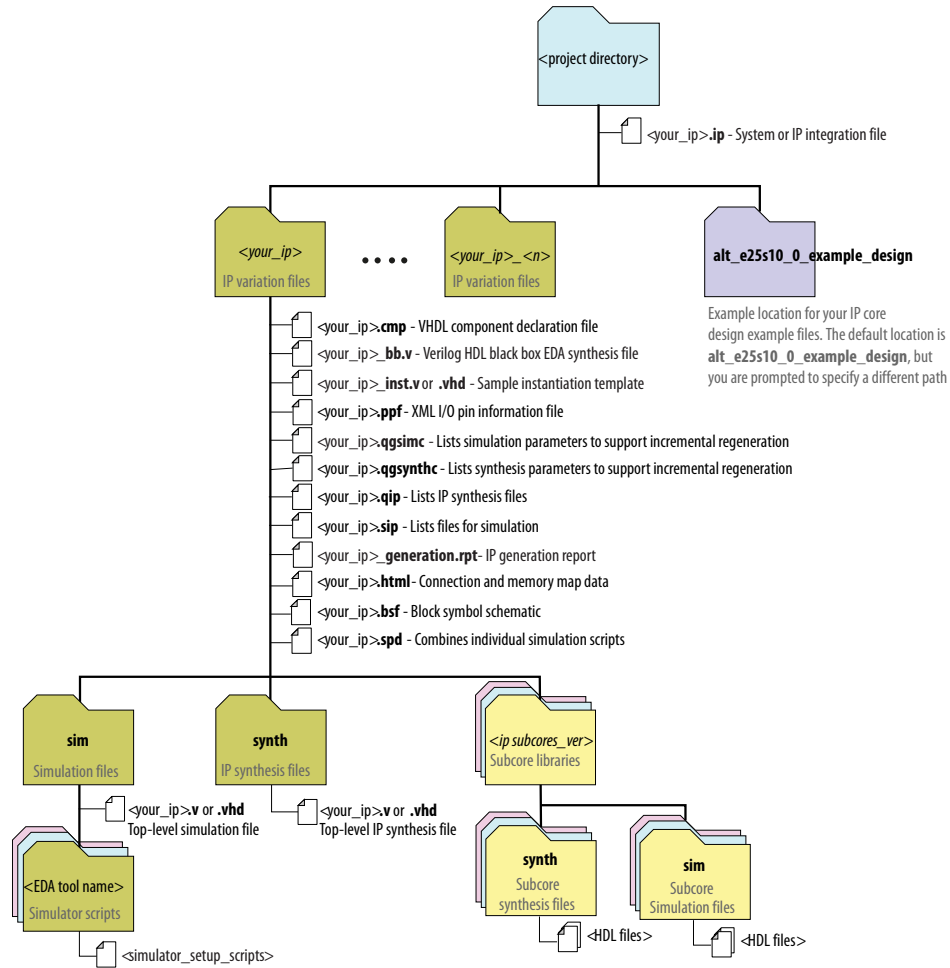 <project directory>
<your_ip>.ip - System or IP integration file
<your_ip>
IP variation files
. . . .
<your_ip>_<n>
IP variation files
alt_e25s10_0_example_design
Example location for your IP core
design example files. The default location is
alt_e25s10_0_example_design, but
you are prompted to specify a different path
<your_ip>.cmp - VHDL component declaration file
<your_ip>_bb.v - Verilog HDL black box EDA synthesis file
<your_ip>_inst.v or .vhd - Sample instantiation template
<your_ip>.ppf - XML I/O pin information file
<your_ip>.qgsimc - Lists simulation parameters to support incremental regeneration
<your_ip>.qgsynthc - Lists synthesis parameters to support incremental regeneration
<your_ip>.qip - Lists IP synthesis files
<your_ip>.sip - Lists files for simulation
<your_ip>_generation.rpt- IP generation report
<your_ip>.html- Connection and memory map data
<your_ip>.bsf - Block symbol schematic
<your_ip>.spd - Combines individual simulation scripts
sim
Simulation files
synth
IP synthesis files
<ip subcores_ver>
Subcore libraries
<your_ip>.v or .vhd
Top-level simulation file
<your_ip>.v or .vhd
Top-level IP synthesis file
<EDA tool name>
Simulator scripts
<simulator_setup_scripts>
synth
Subcore
synthesis files
<HDL files>
sim
Subcore
Simulation files
<HDL files>